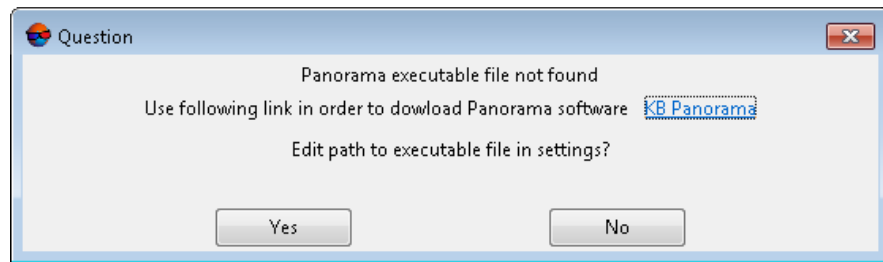 Question
Panorama executable file not found
Use following link in order to dowload Panorama software KB Panorama
Edit path to executable file in settings?
Yes No